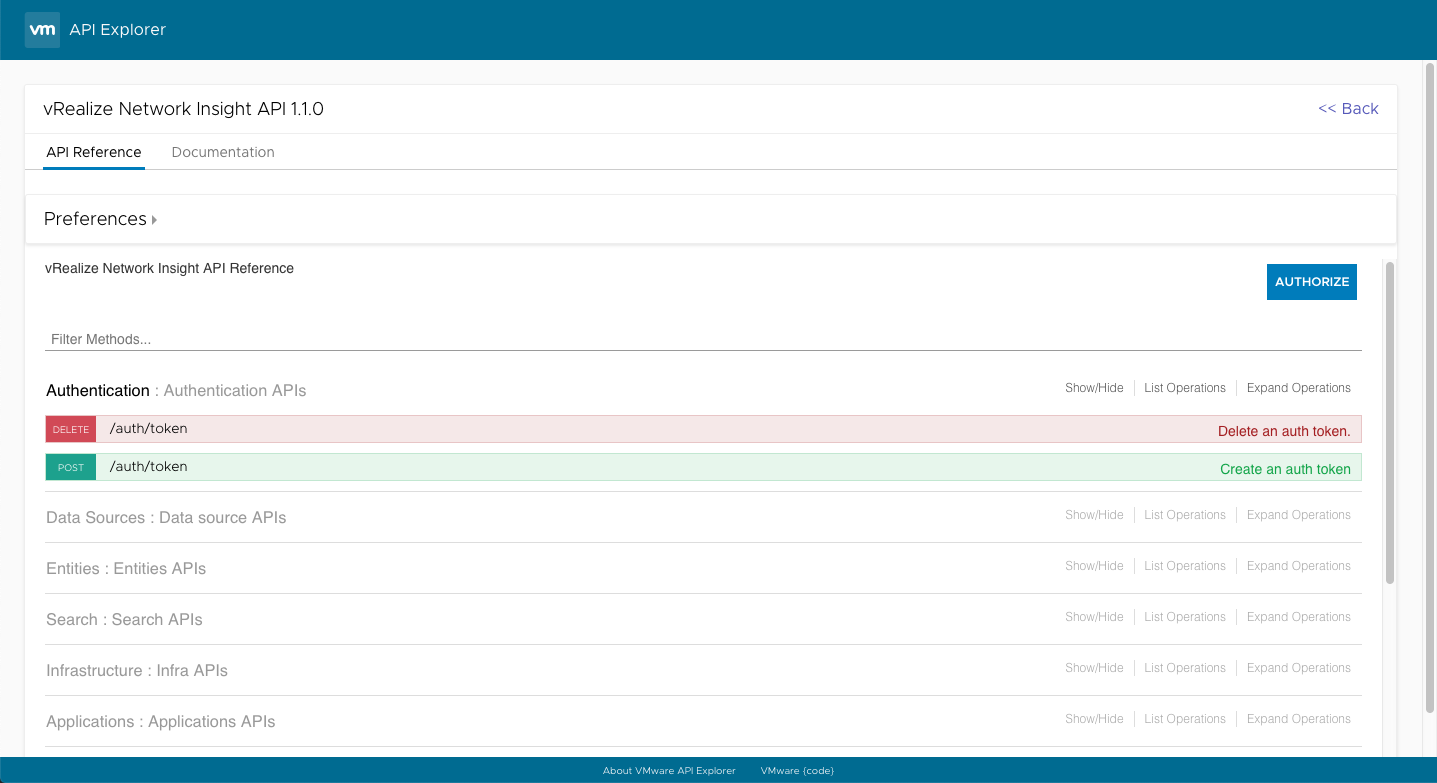 vm API Explorer
vRealize Network Insight API 1.1.0 << Back
API Reference Documentation
Preferences
vRealize Network Insight API Reference AUTHORIZE
Filter Methods...
Authentication : Authentication APIs Show/Hide List Operations Expand Operations
DELETE /auth/token Delete an auth token.
POST /auth/token Create an auth token
Data Sources : Data source APIs Show/Hide List Operations Expand Operations
Entities : Entities APIs Show/Hide List Operations Expand Operations
Search : Search APIs Show/Hide List Operations Expand Operations
Infrastructure : Infra APIs Show/Hide List Operations Expand Operations
Applications : Applications APIs Show/Hide List Operations Expand Operations
About VMware API Explorer VMware {code}